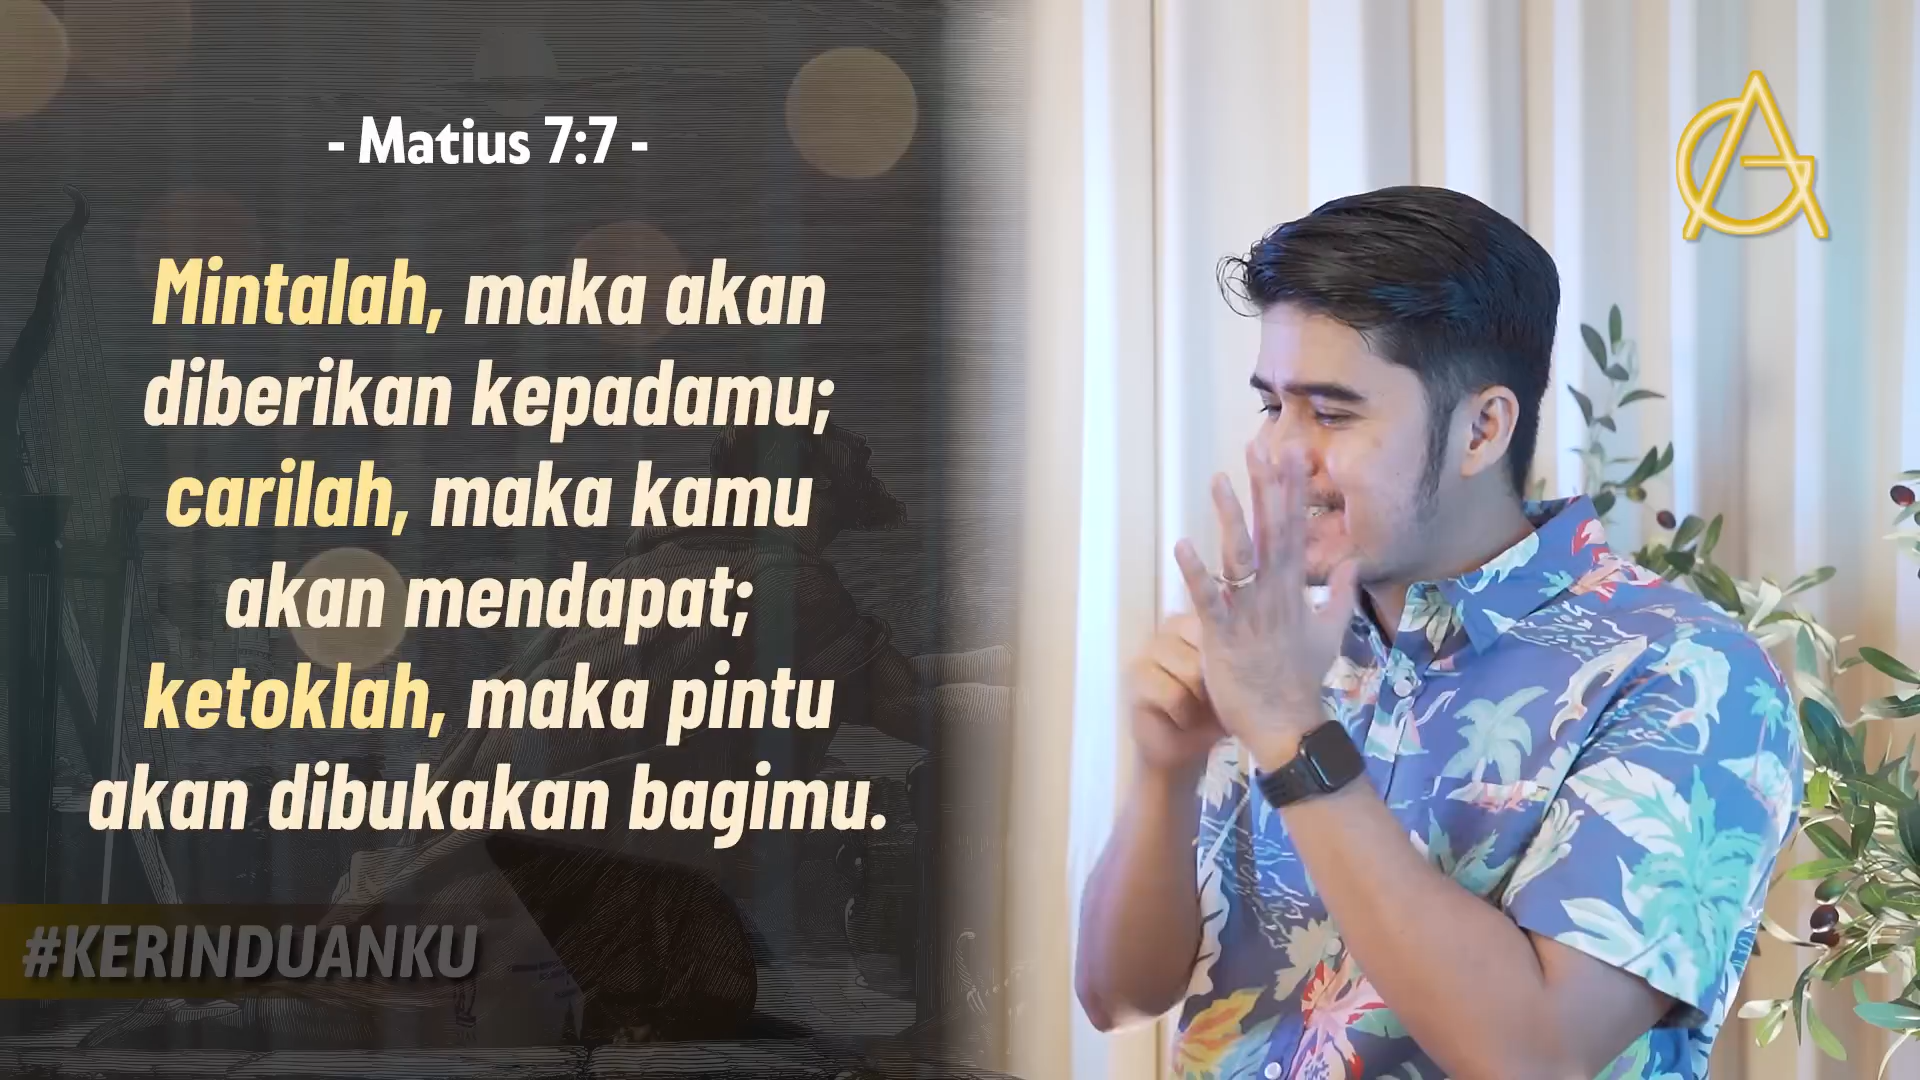 - Matius 7:7 -
Mintalah, maka akan
diberikan kepadamu;
carilah, maka kamu
akan mendapat;
ketoklah, maka pintu
akan dibukakan bagimu.
#KERINDUANKU